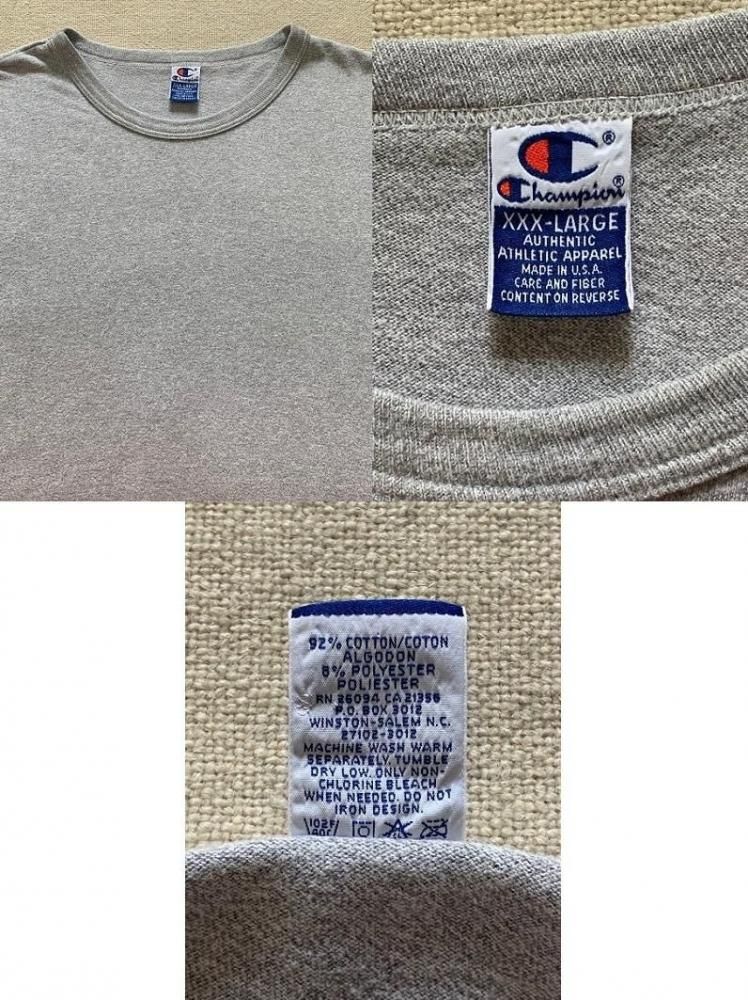 Champion
C ®
Champion®
XXX-LARGE
AUTHENTIC
ATHLETIC APPAREL
MADE IN U.S.A.
CARE AND FIBER
CONTENT ON REVERSE
92% COTTON/COTON
ALGODON
8% POLYESTER
POLIESTER
RN 26094 CA 21356
P.O. BOX 3012
WINSTON-SALEM N.C.
27102-3012
MACHINE WASH WARM
SEPARATELY. TUMBLE
DRY LOW. ONLY NON-
CHLORINE BLEACH
WHEN NEEDED. DO NOT
IRON DESIGN.
102F